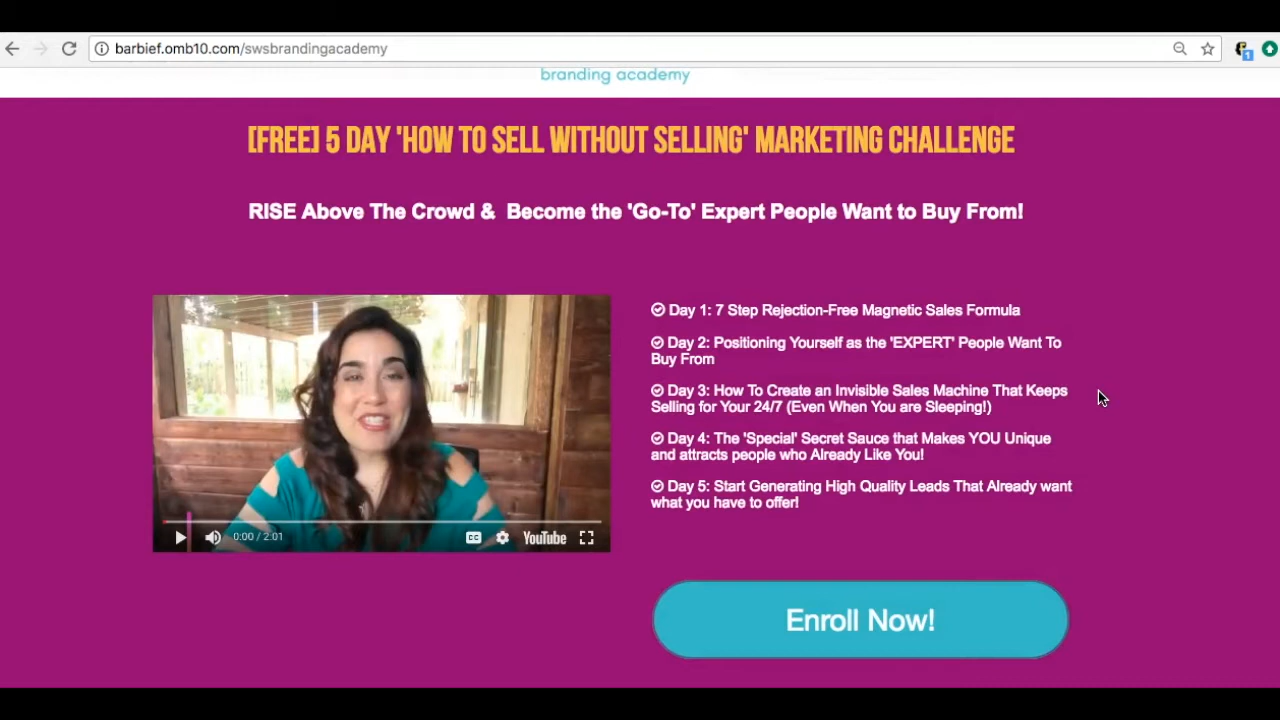 barbief.omb10.com/swsbrandingacademy
1
branding academy
[FREE] 5 DAY 'HOW TO SELL WITHOUT SELLING' MARKETING CHALLENGE
RISE Above The Crowd & Become the 'Go-To' Expert People Want to Buy From!
Day 1: 7 Step Rejection-Free Magnetic Sales Formula
Day 2: Positioning Yourself as the 'EXPERT' People Want To
Buy From
Day 3: How To Create an Invisible Sales Machine That Keeps
Selling for Your 24/7 (Even When You are Sleeping!)
Day 4: The 'Special' Secret Sauce that Makes YOU Unique
and attracts people who Already Like You!
Day 5: Start Generating High Quality Leads That Already want
what you have to offer!
0:00 / 2:01
CC
YouTube
Enroll Now!